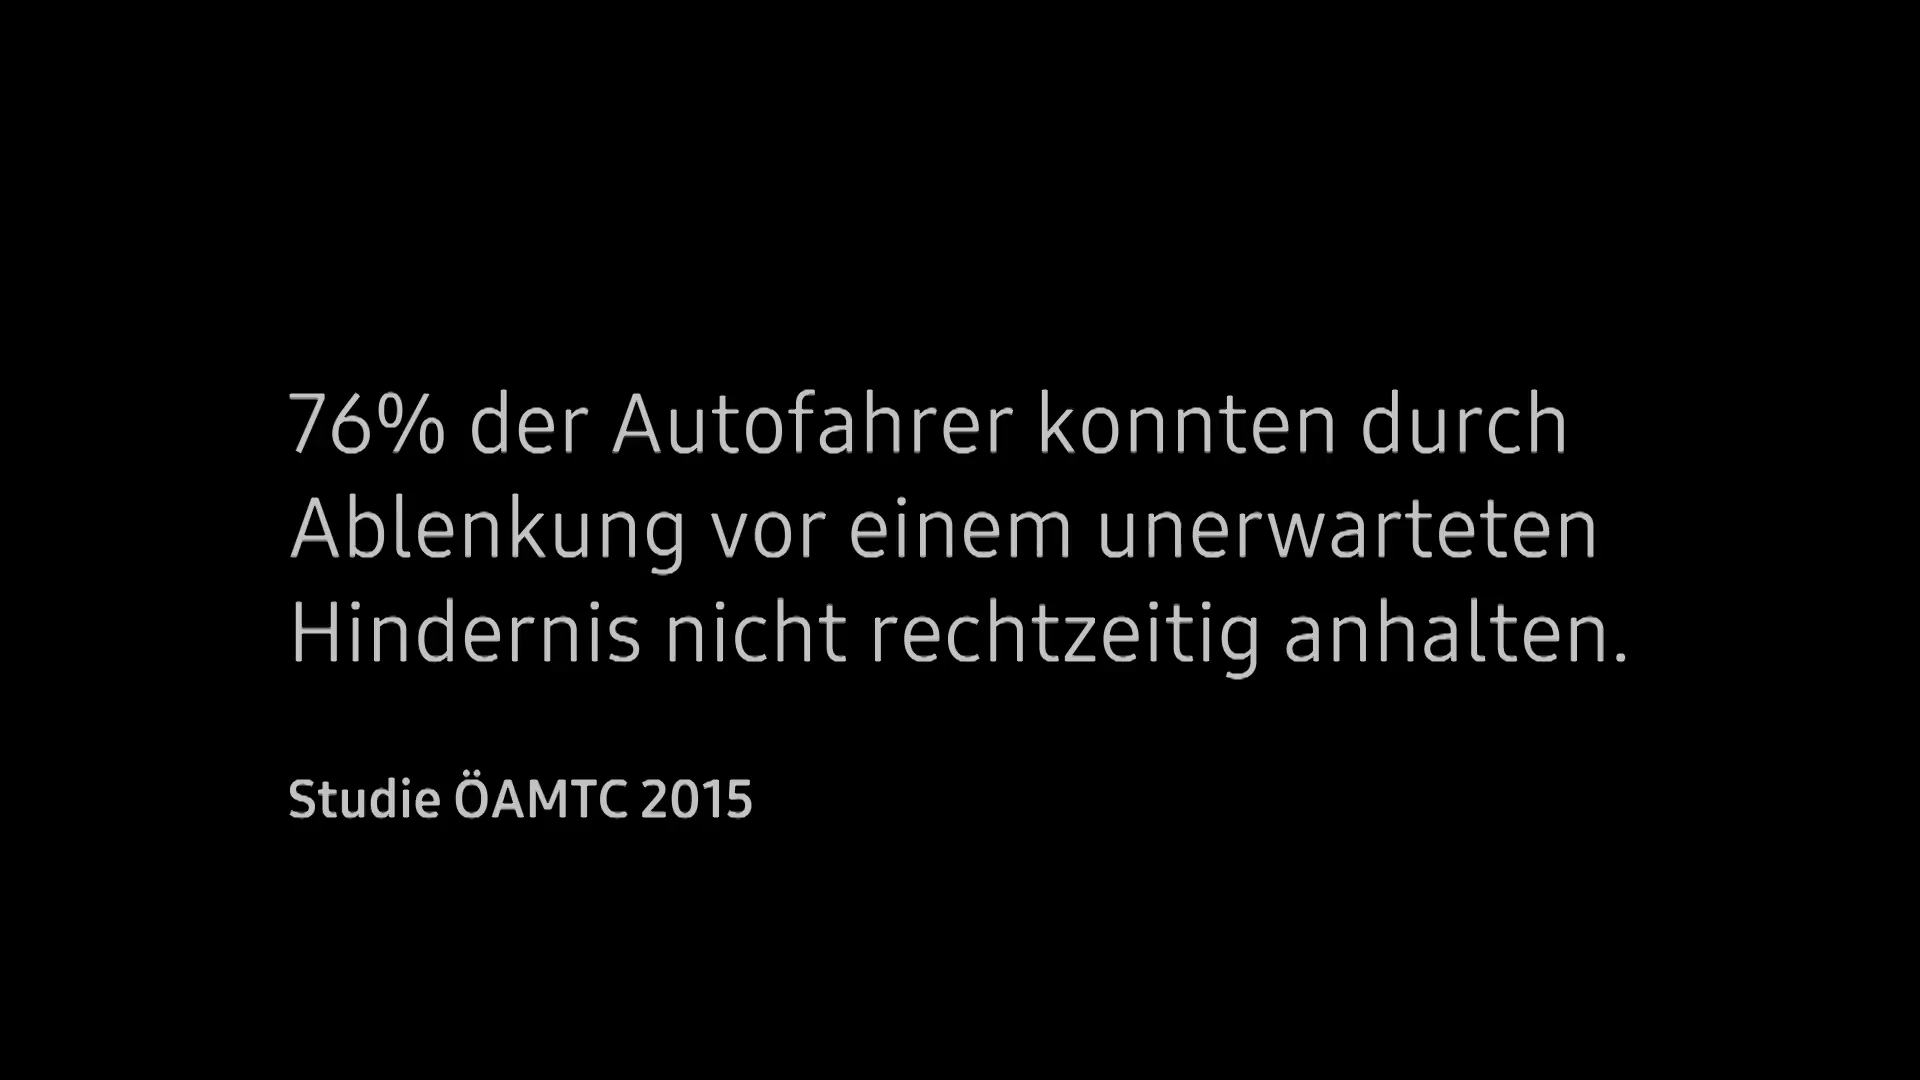 76% der Autofahrer konnten durch
Ablenkung vor einem unerwarteten
Hindernis nicht rechtzeitig anhalten.
Studie ÖAMTC 2015